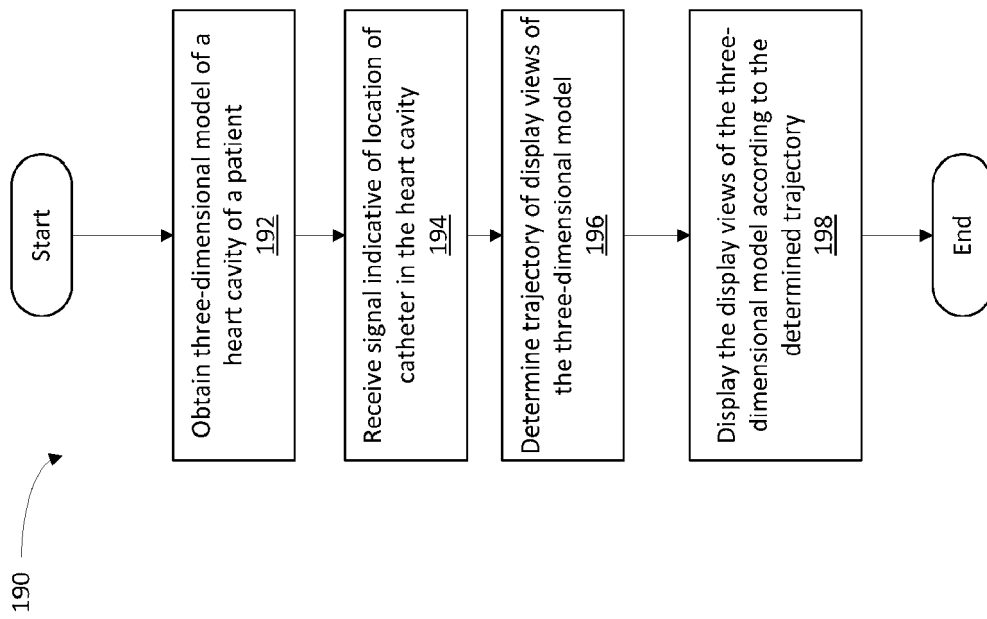 190
Start
Obtain three-dimensional model of a
heart cavity of a patient
192
Receive signal indicative of location of
catheter in the heart cavity
194
Determine trajectory of display views of
the three-dimensional model
196
Display the display views of the three-
dimensional model according to the
determined trajectory
198
End